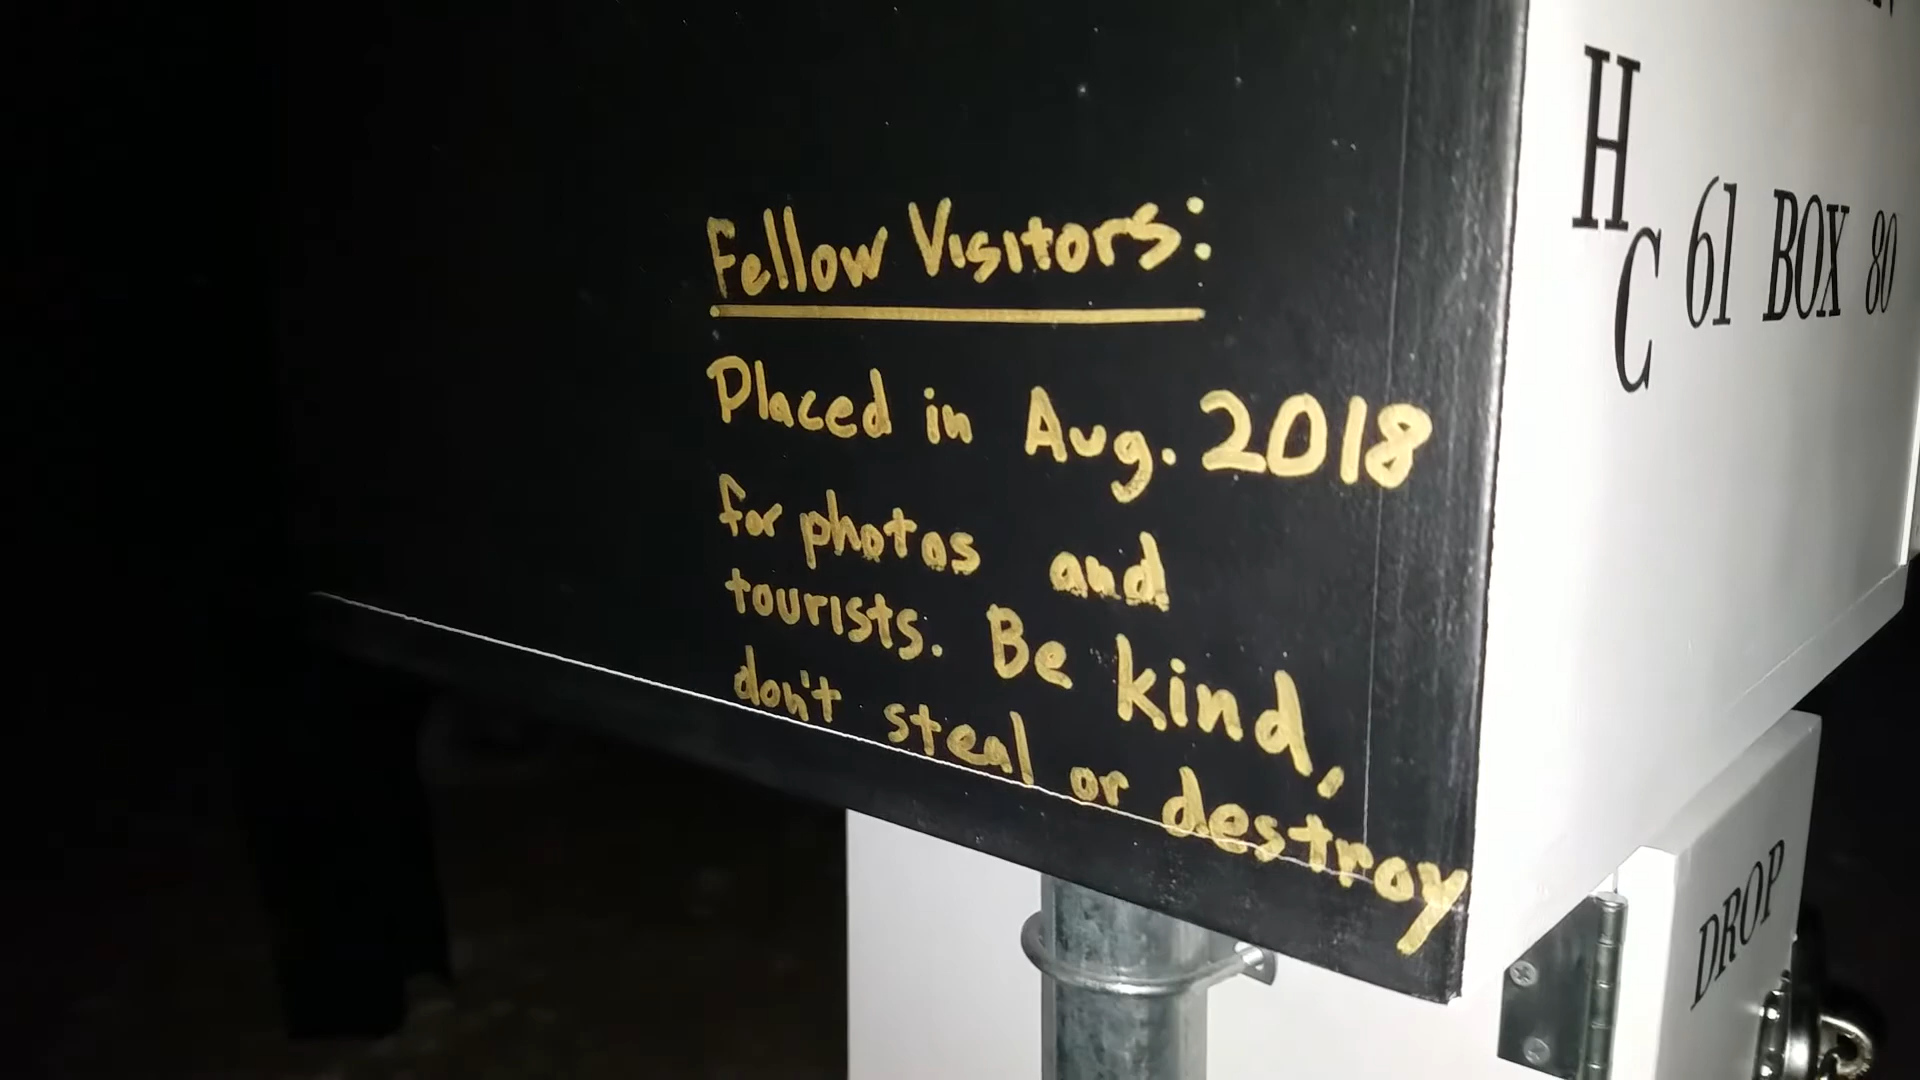 Fellow Visitors:
Placed in Aug. 2018
for photos and
tourists. Be kind,
don't steal or destroy
HC 61 BOX 80
DROP